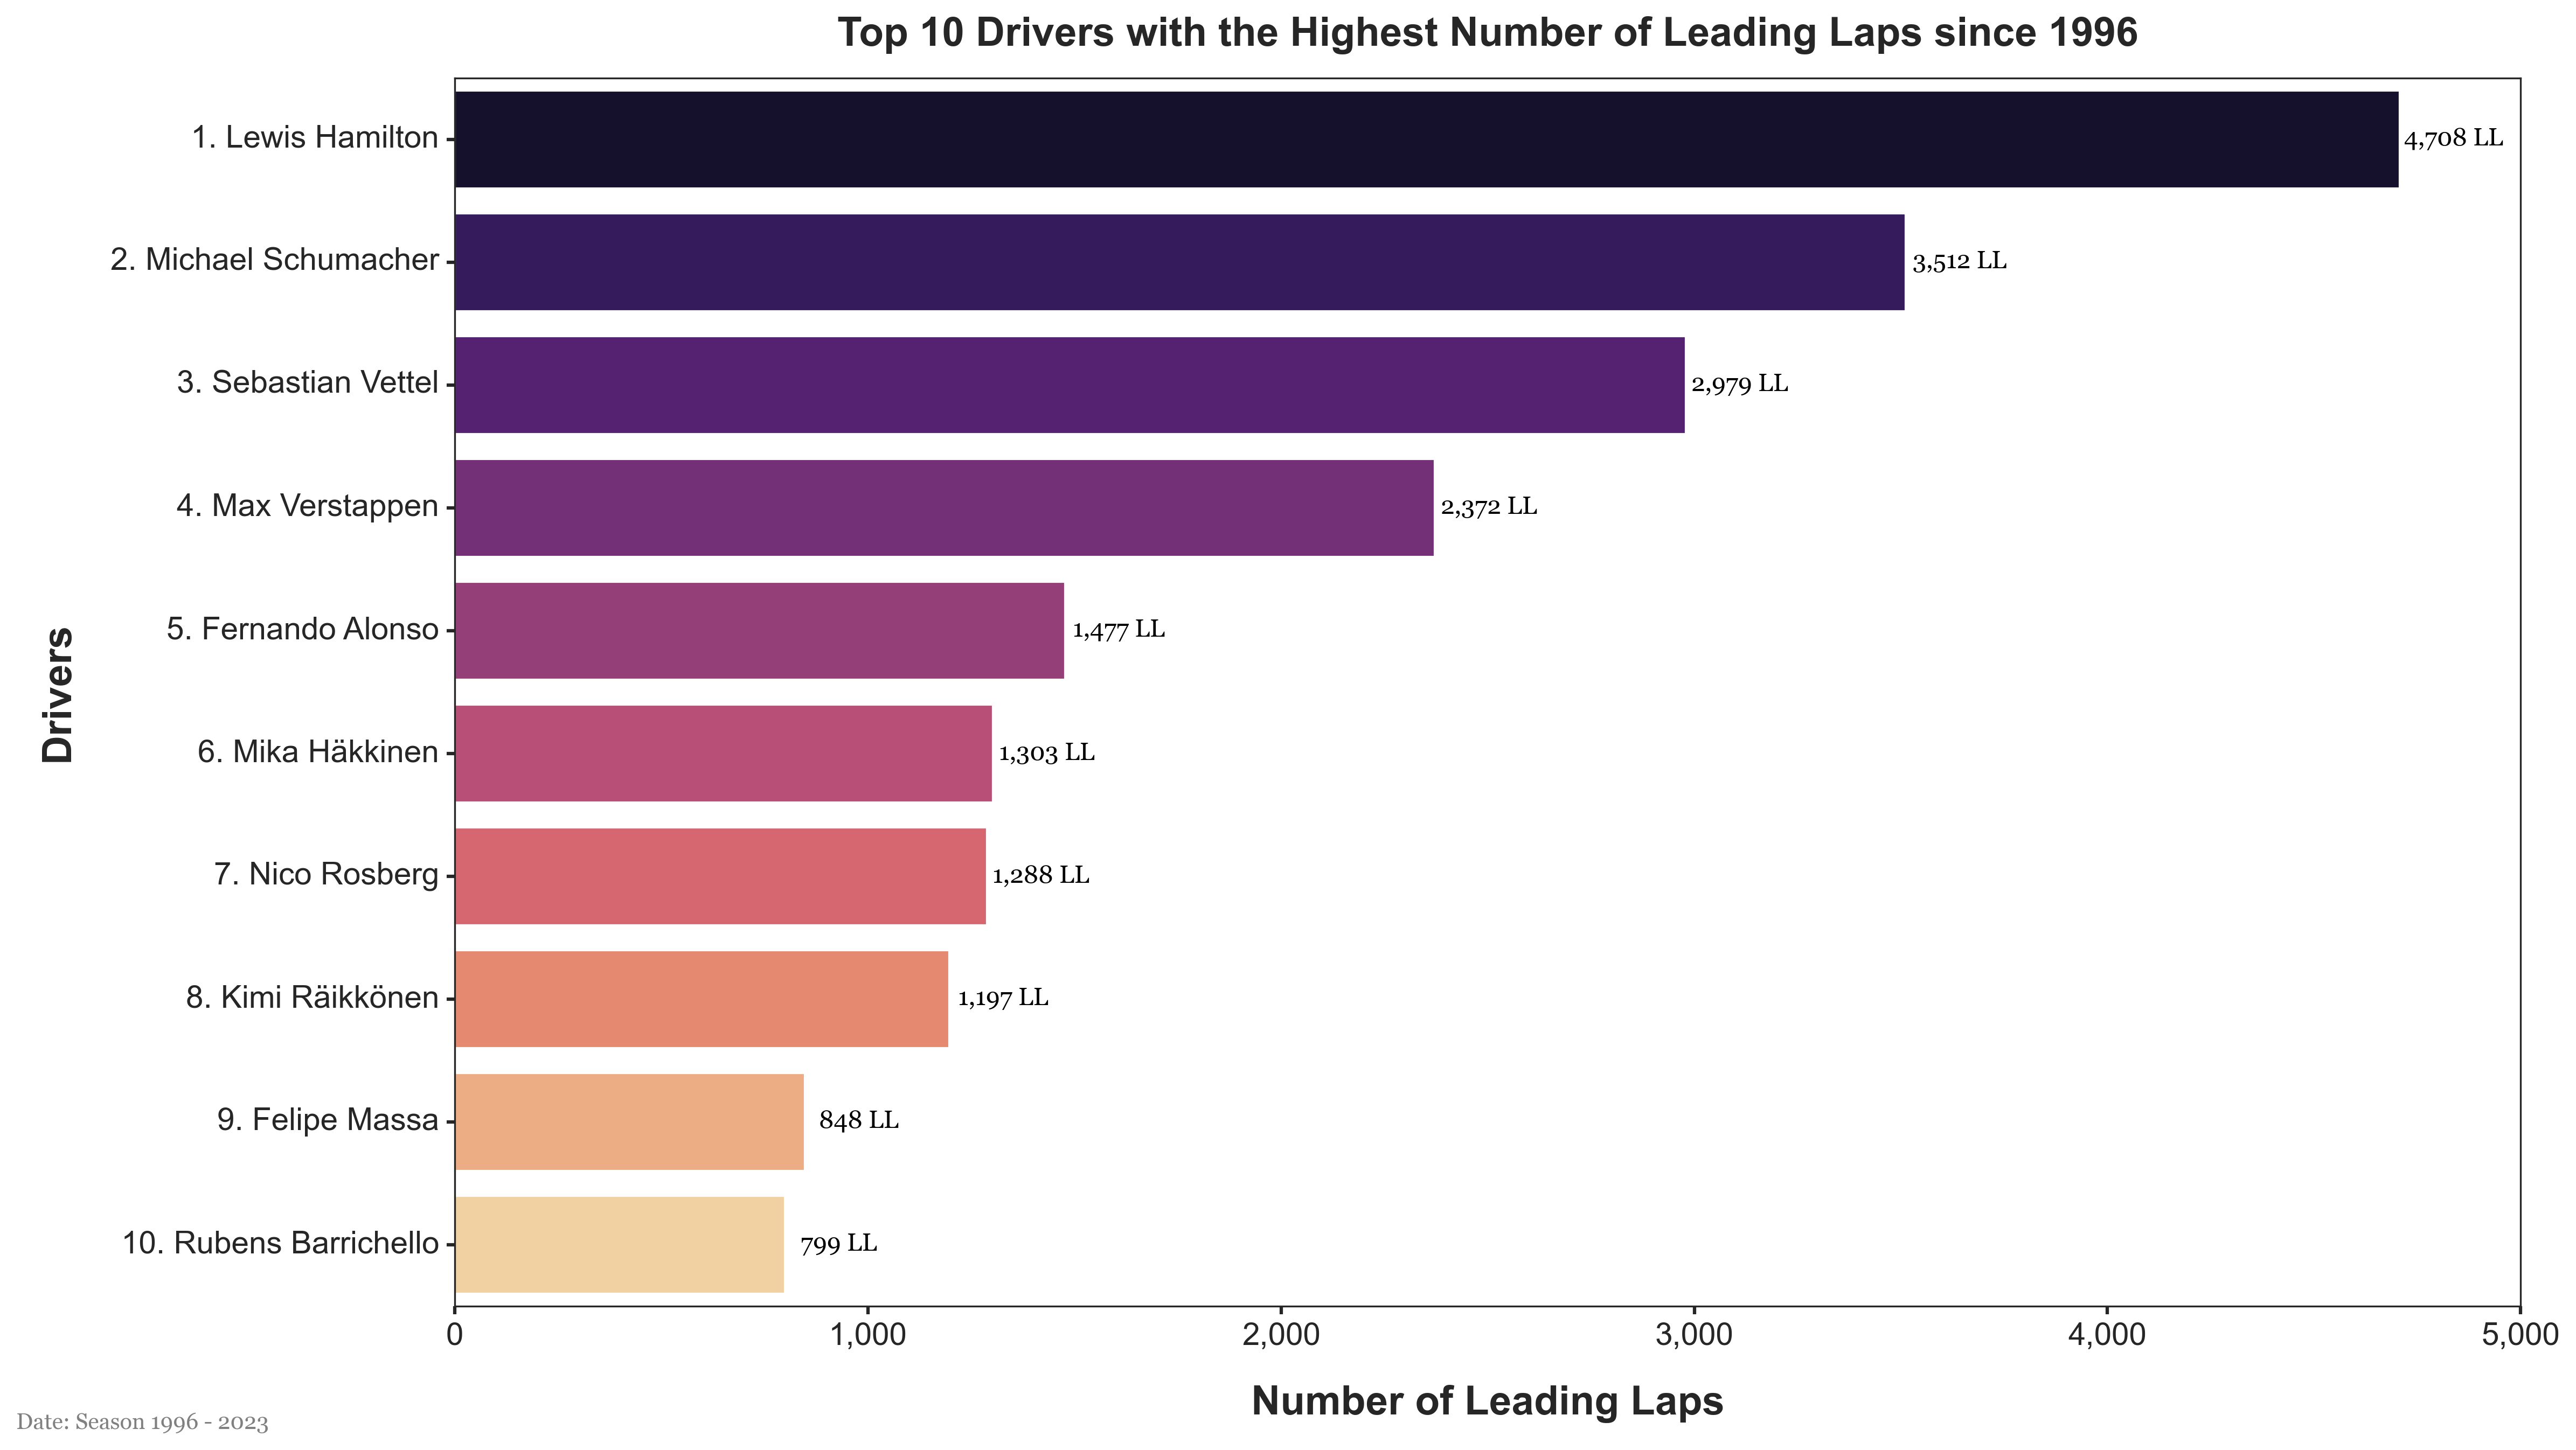 Top 10 Drivers with the Highest Number of Leading Laps since 1996
Drivers
1. Lewis Hamilton 4,708 LL
2. Michael Schumacher 3,512 LL
3. Sebastian Vettel 2,979 LL
4. Max Verstappen 2,372 LL
5. Fernando Alonso 1,477 LL
6. Mika Häkkinen 1,303 LL
7. Nico Rosberg 1,288 LL
8. Kimi Räikkönen 1,197 LL
9. Felipe Massa 848 LL
10. Rubens Barrichello 799 LL
0 1,000 2,000 3,000 4,000 5,000
Number of Leading Laps
Date: Season 1996 - 2023